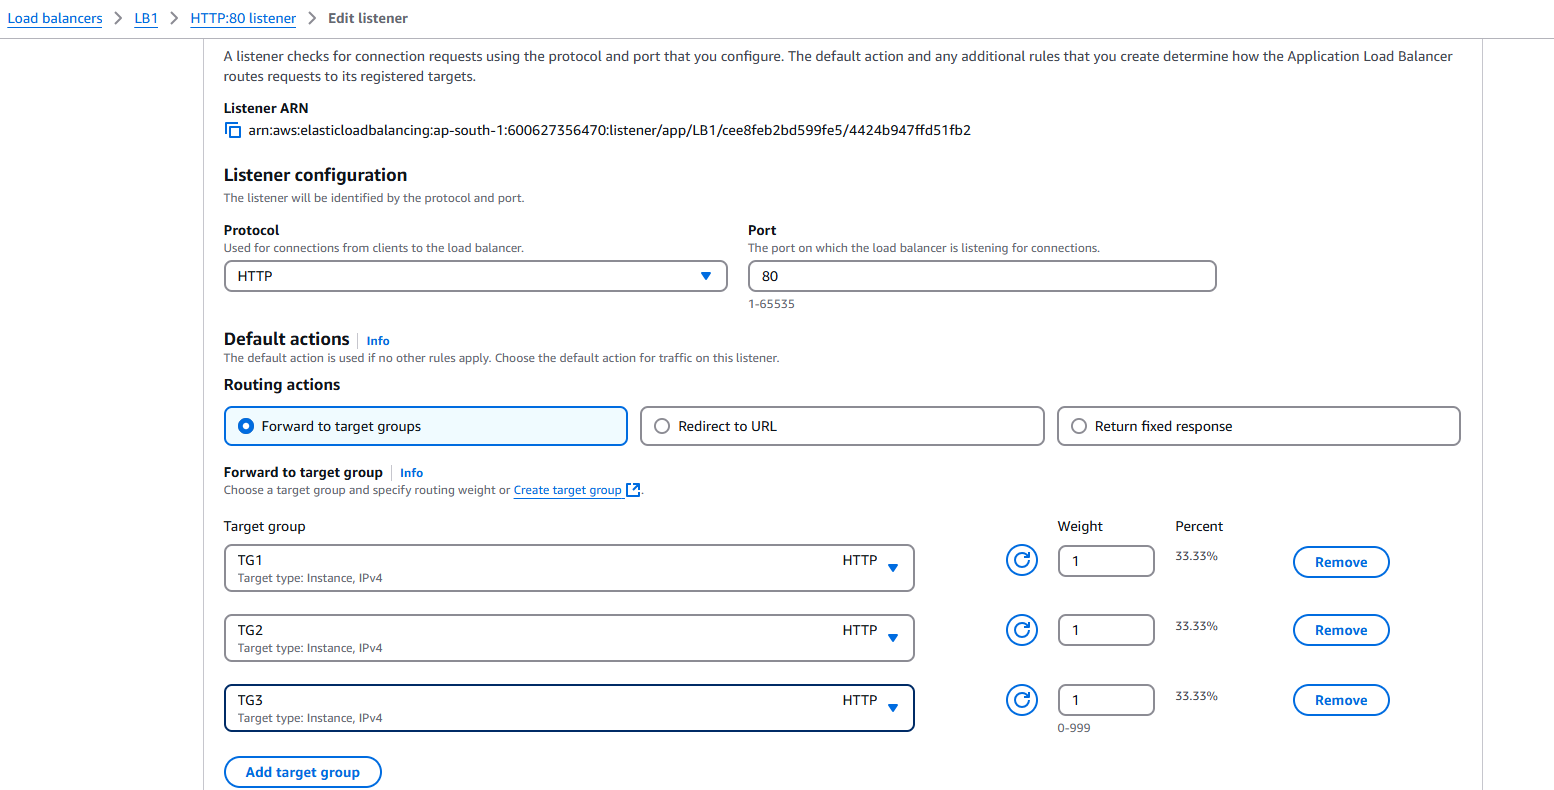 Load balancers > LB1 > HTTP:80 listener > Edit listener
A listener checks for connection requests using the protocol and port that you configure. The default action and any additional rules that you create determine how the Application Load Balancer
routes requests to its registered targets.
Listener ARN
arn:aws:elasticloadbalancing:ap-south-1:600627356470:listener/app/LB1/cee8feb2bd599fe5/4424b947ffd51fb2
Listener configuration
The listener will be identified by the protocol and port.
Protocol
Used for connections from clients to the load balancer.
HTTP
Port
The port on which the load balancer is listening for connections.
80
1-65535
Default actions Info
The default action is used if no other rules apply. Choose the default action for traffic on this listener.
Routing actions
Forward to target groups
Redirect to URL
Return fixed response
Forward to target group Info
Choose a target group and specify routing weight or Create target group.
Target group Weight Percent
TG1 HTTP 1 33.33% Remove
Target type: Instance, IPv4
TG2 HTTP 1 33.33% Remove
Target type: Instance, IPv4
TG3 HTTP 1 33.33% Remove
Target type: Instance, IPv4
0-999
Add target group